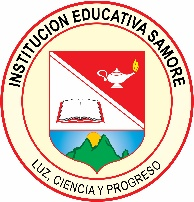 INSTITUCION EDUCATIVA SAMORE
LUZ, CIENCIA Y PROGRESO